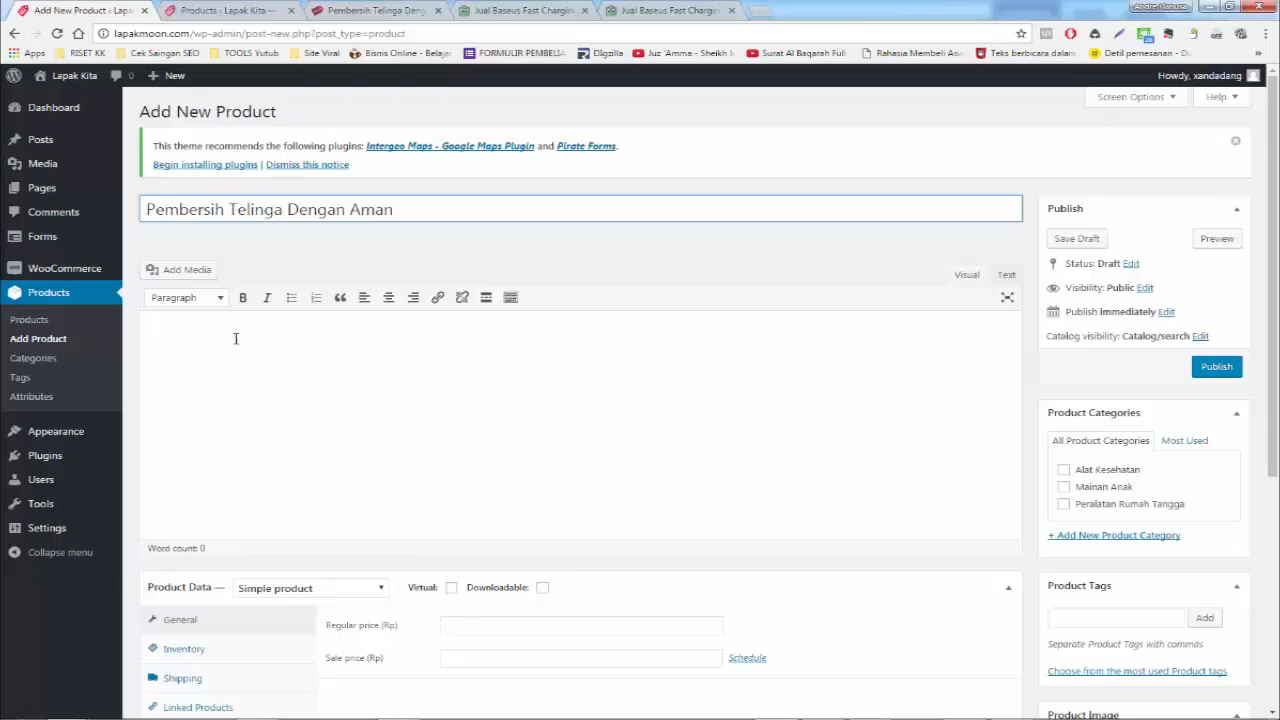 Add New Product ‹ Lapak
Products ‹ Lapak Kita —
Pembersih Telinga Denga
Jual Baseus Fast Charging
Jual Baseus Fast Charging
lapakmoon.com/wp-admin/post-new.php?post_type=product
Apps
RISET KK
Cek Saingan SEO
TOOLS Yutub
Site Viral
Bisnis Online - Belaja
FORMULIR PEMBELIA
DIgzilla
Juz 'Amma - Sheikh M
Surat Al Baqarah Full
Rahasia Membeli Ase
Teks berbicara dalam
Detil pemesanan - Do
Lapak Kita
0
New
Howdy, xandadang
Dashboard
Posts
Media
Pages
Comments
Forms
WooCommerce
Products
Products
Add Product
Categories
Tags
Attributes
Appearance
Plugins
Users
Tools
Settings
Collapse menu
Screen Options
Help
Add New Product
This theme recommends the following plugins: Intergeo Maps - Google Maps Plugin and Pirate Forms.
Begin installing plugins | Dismiss this notice
Pembersih Telinga Dengan Aman
Add Media
Visual
Text
Paragraph
B
I
Word count: 0
Product Data —
Simple product
Virtual:
Downloadable:
General
Inventory
Shipping
Linked Products
Regular price (Rp)
Sale price (Rp)
Schedule
Publish
Save Draft
Preview
Status: Draft Edit
Visibility: Public Edit
Publish immediately Edit
Catalog visibility: Catalog/search Edit
Publish
Product Categories
All Product Categories
Most Used
Alat Kesehatan
Mainan Anak
Peralatan Rumah Tangga
+ Add New Product Category
Product Tags
Add
Separate Product Tags with commas
Choose from the most used Product tags
Product Image